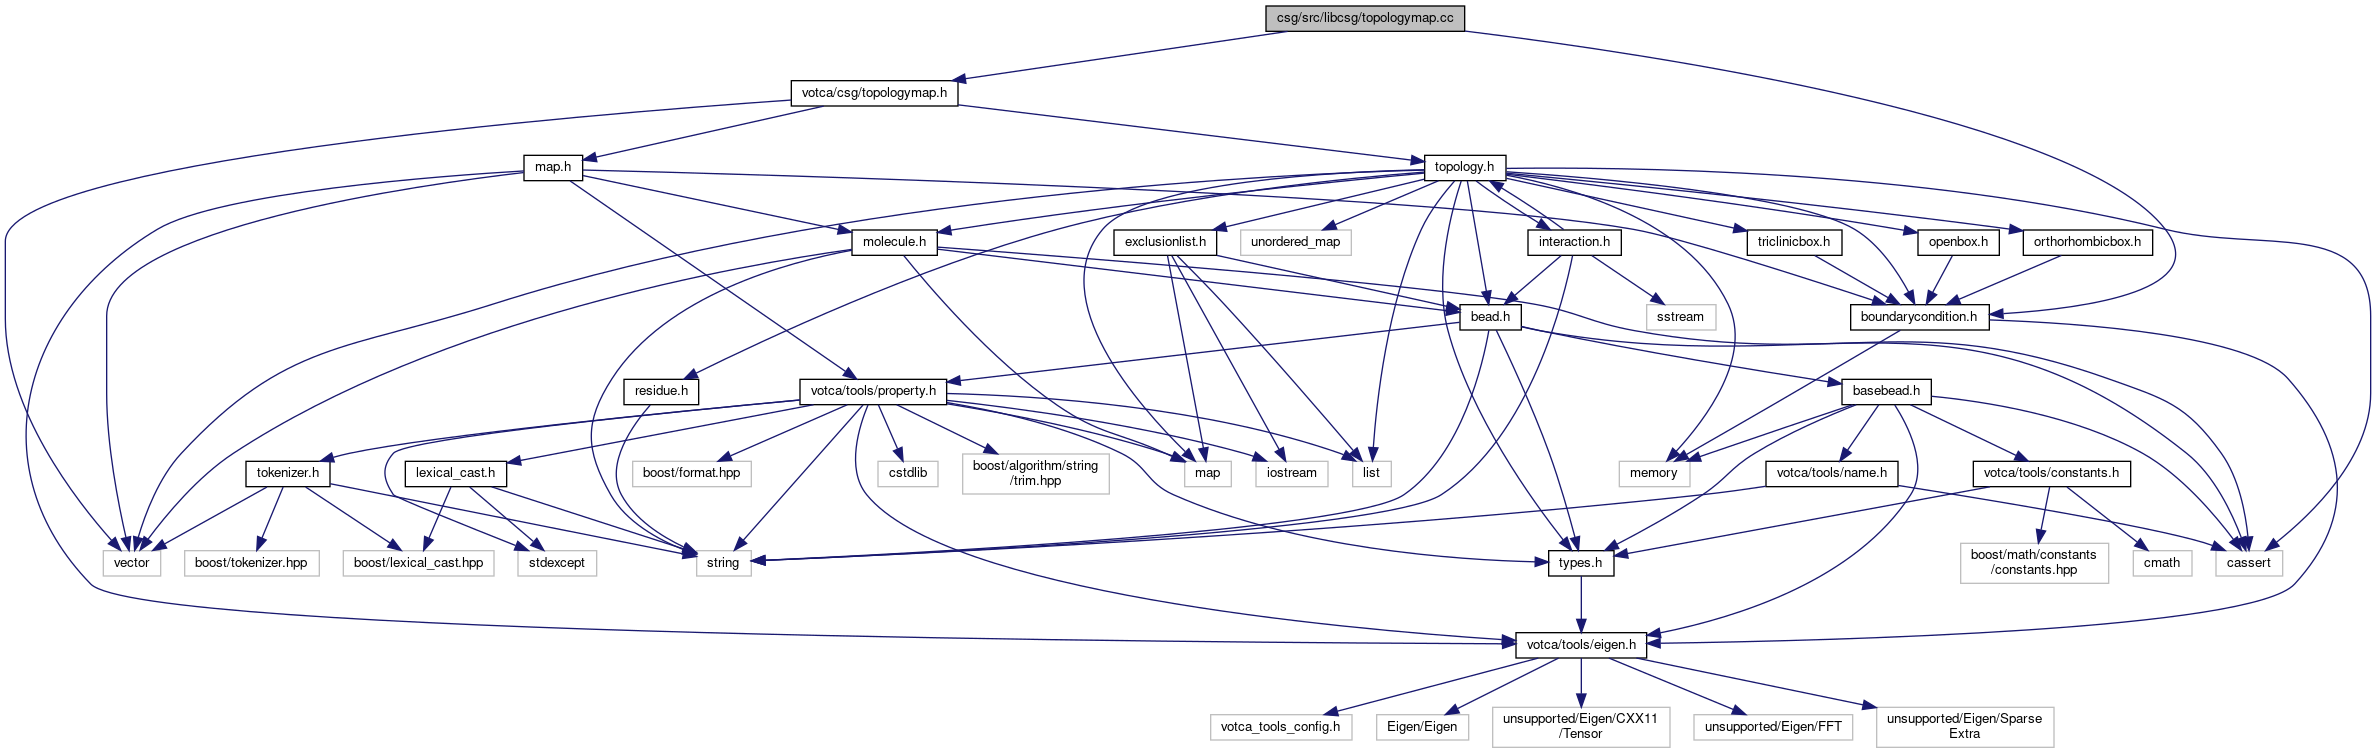 csg/src/libcsg/topologymap.cc
votca/csg/topologymap.h
map.h
topology.h
molecule.h
exclusionlist.h
unordered_map
interaction.h
triclinicbox.h
openbox.h
orthorhombicbox.h
bead.h
sstream
boundarycondition.h
residue.h
votca/tools/property.h
basebead.h
tokenizer.h
lexical_cast.h
boost/format.hpp
cstdlib
boost/algorithm/string
/trim.hpp
map
iostream
list
memory
votca/tools/name.h
votca/tools/constants.h
vector
boost/tokenizer.hpp
boost/lexical_cast.hpp
stdexcept
string
types.h
boost/math/constants
/constants.hpp
cmath
cassert
votca/tools/eigen.h
votca_tools_config.h
Eigen/Eigen
unsupported/Eigen/CXX11
/Tensor
unsupported/Eigen/FFT
unsupported/Eigen/Sparse
Extra